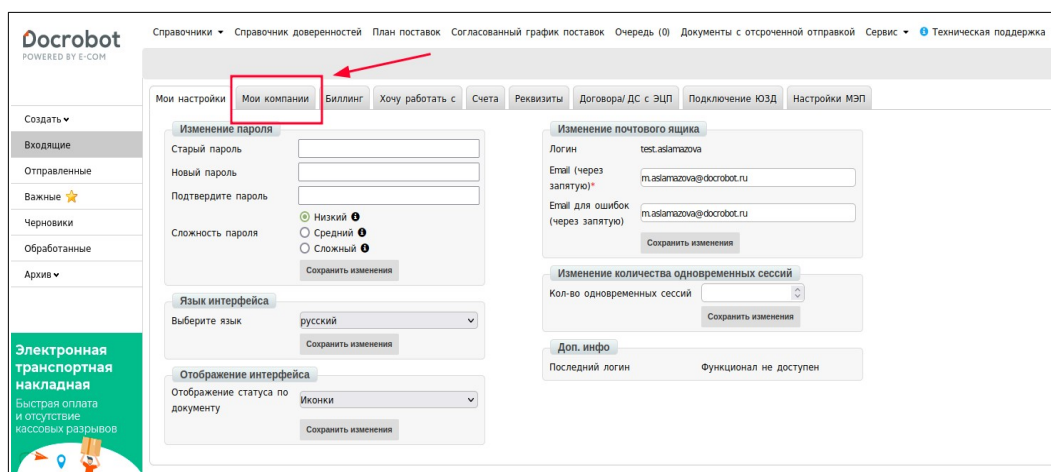 Docrobot
POWERED BY E-COM
Справочники Справочник доверенностей План поставок Согласованный график поставок Очередь (0) Документы с отсроченной отправкой Сервис Техническая поддержка
Мои настройки Мои компании Биллинг Хочу работать с Счета Реквизиты Договора/ ДС с ЭЦП Подключение ЮЗД Настройки МЭП
Создать
Входящие
Отправленные
Важные
Черновики
Обработанные
Архив
Электронная
транспортная
накладная
Быстрая оплата
и отсутствие
кассовых разрывов
Изменение пароля
Старый пароль
Новый пароль
Подтвердите пароль
Сложность пароля
Низкий
Средний
Сложный
Сохранить изменения
Язык интерфейса
Выберите язык русский
Сохранить изменения
Отображение интерфейса
Отображение статуса по
документу
Иконки
Сохранить изменения
Изменение почтового ящика
Логин test.aslamazova
Email (через
запятую)*
m.aslamazova@docrobot.ru
Email для ошибок
(через запятую)
m.aslamazova@docrobot.ru
Сохранить изменения
Изменение количества одновременных сессий
Кол-во одновременных сессий
Сохранить изменения
Доп. инфо
Последний логин Функционал не доступен